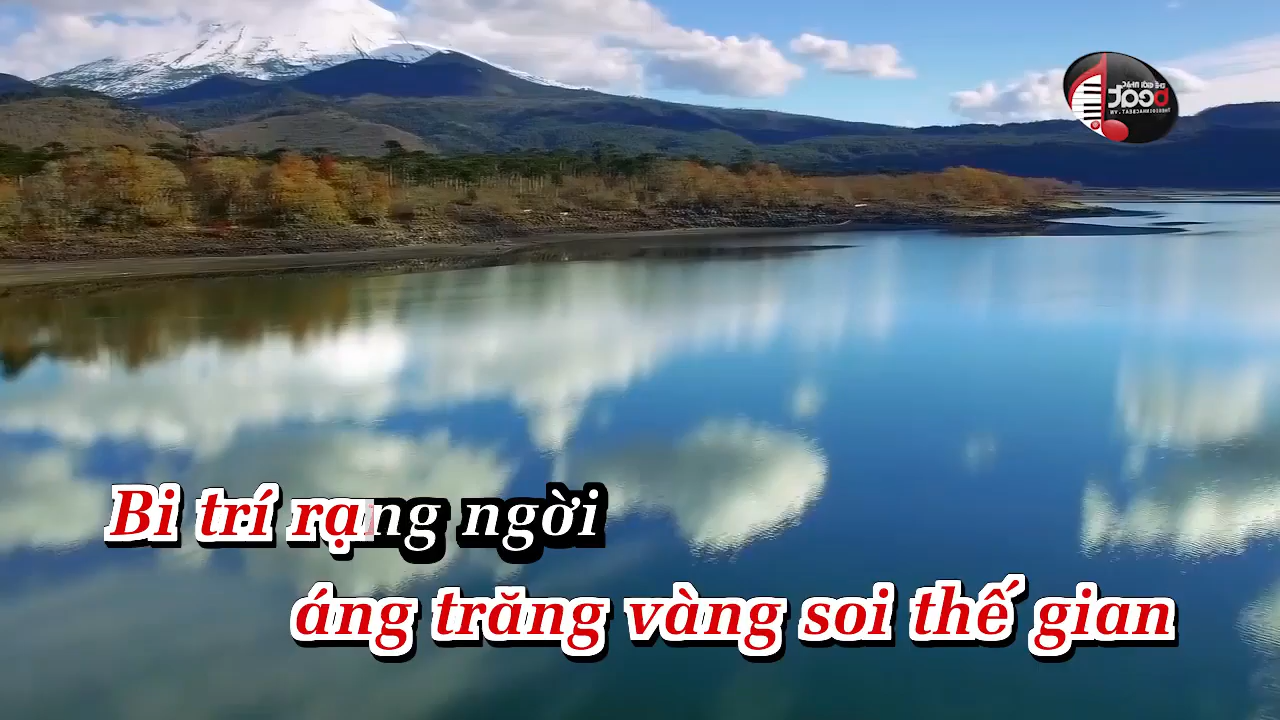 Bi trí rạng ngời
áng trăng vàng soi thế gian